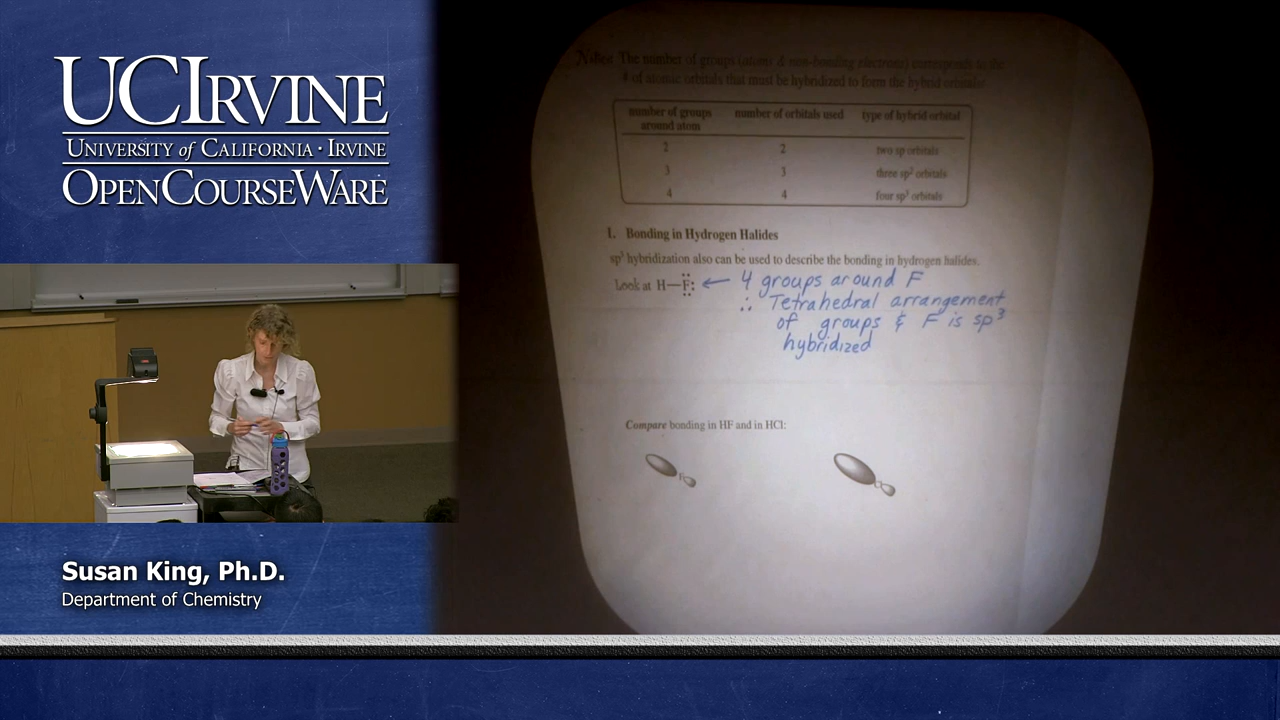 UCIRVINE
UNIVERSITY of CALIFORNIA · IRVINE
OPENCOURSEWARE
Susan King, Ph.D.
Department of Chemistry
Notice The number of groups (atoms & non-bonding electrons) corresponds to the
# of atomic orbitals that must be hybridized to form the hybrid orbitals:
number of groups around atom number of orbitals used type of hybrid orbital
2 2 two sp orbitals
3 3 three sp² orbitals
4 4 four sp³ orbitals
1. Bonding in Hydrogen Halides
sp³ hybridization also can be used to describe the bonding in hydrogen halides.
Look at H—F: ← 4 groups around F
∴ Tetrahedral arrangement
of groups & F is sp³
hybridized
Compare bonding in HF and in HCl: